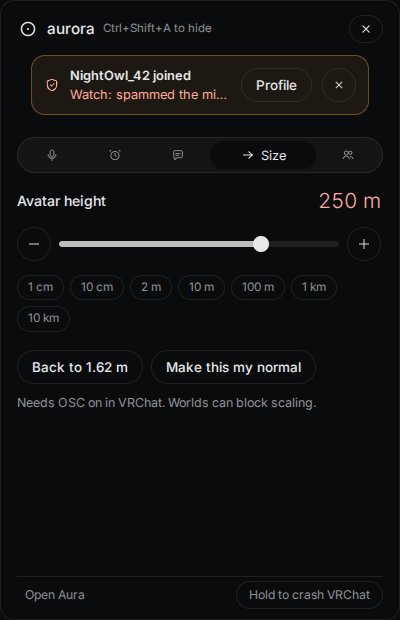 aurora Ctrl+Shift+A to hide
NightOwl_42 joined
Watch: spammed the mi...
Profile
Size
Avatar height 250 m
1 cm 10 cm 2 m 10 m 100 m 1 km
10 km
Back to 1.62 m Make this my normal
Needs OSC on in VRChat. Worlds can block scaling.
Open Aura Hold to crash VRChat